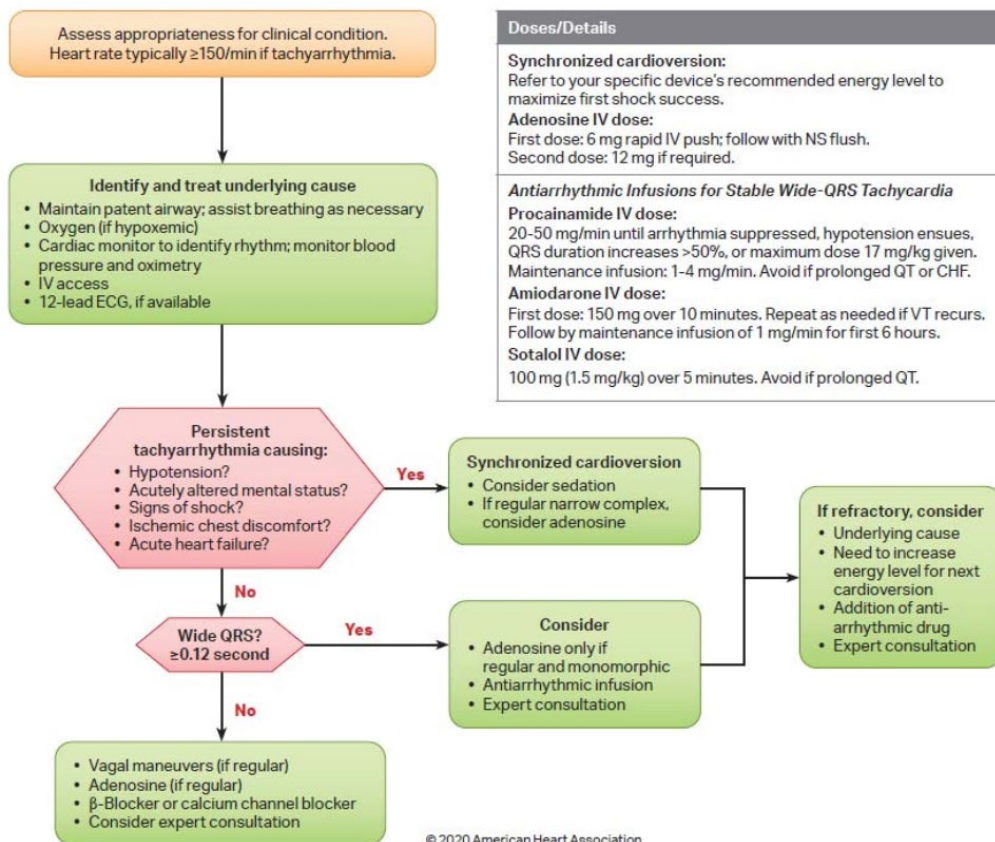 Assess appropriateness for clinical condition.
Heart rate typically ≥150/min if tachyarrhythmia.
Identify and treat underlying cause
• Maintain patent airway; assist breathing as necessary
• Oxygen (if hypoxemic)
• Cardiac monitor to identify rhythm; monitor blood
pressure and oximetry
• IV access
• 12-lead ECG, if available
Persistent
tachyarrhythmia causing:
• Hypotension?
• Acutely altered mental status?
• Signs of shock?
• Ischemic chest discomfort?
• Acute heart failure?
Yes
Synchronized cardioversion
• Consider sedation
• If regular narrow complex,
consider adenosine
No
Wide QRS?
≥0.12 second
Yes
Consider
• Adenosine only if
regular and monomorphic
• Antiarrhythmic infusion
• Expert consultation
If refractory, consider
• Underlying cause
• Need to increase
energy level for next
cardioversion
• Addition of anti-
arrhythmic drug
• Expert consultation
No
• Vagal maneuvers (if regular)
• Adenosine (if regular)
• β-Blocker or calcium channel blocker
• Consider expert consultation
Doses/Details
Synchronized cardioversion:
Refer to your specific device's recommended energy level to
maximize first shock success.
Adenosine IV dose:
First dose: 6 mg rapid IV push; follow with NS flush.
Second dose: 12 mg if required.
Antiarrhythmic Infusions for Stable Wide-QRS Tachycardia
Procainamide IV dose:
20-50 mg/min until arrhythmia suppressed, hypotension ensues,
QRS duration increases >50%, or maximum dose 17 mg/kg given.
Maintenance infusion: 1-4 mg/min. Avoid if prolonged QT or CHF.
Amiodarone IV dose:
First dose: 150 mg over 10 minutes. Repeat as needed if VT recurs.
Follow by maintenance infusion of 1 mg/min for first 6 hours.
Sotalol IV dose:
100 mg (1.5 mg/kg) over 5 minutes. Avoid if prolonged QT.
© 2020 American Heart Association